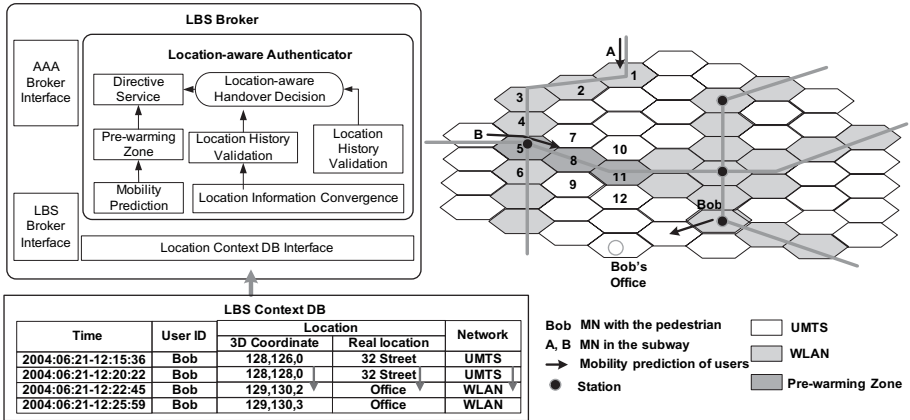 LBS Broker
Location-aware Authenticator
AAA
Broker
Interface
Directive
Service
Location-aware
Handover Decision
Pre-warming
Zone
Location History
Validation
Location
History
Validation
Mobility
Prediction
Location Information Convergence
LBS
Broker
Interface
Location Context DB Interface
LBS Context DB
Time User ID Location Network
3D Coordinate Real location
2004:06:21-12:15:36 Bob 128,126,0 32 Street UMTS
2004:06:21-12:20:22 Bob 128,128,0 32 Street UMTS
2004:06:21-12:22:45 Bob 129,130,2 Office WLAN
2004:06:21-12:25:59 Bob 129,130,3 Office WLAN
A
1
2
3
4
B
7
5
8
10
6
9
11
12
Bob
Bob's
Office
Bob MN with the pedestrian
A, B MN in the subway
Mobility prediction of users
Station
UMTS
WLAN
Pre-warming Zone